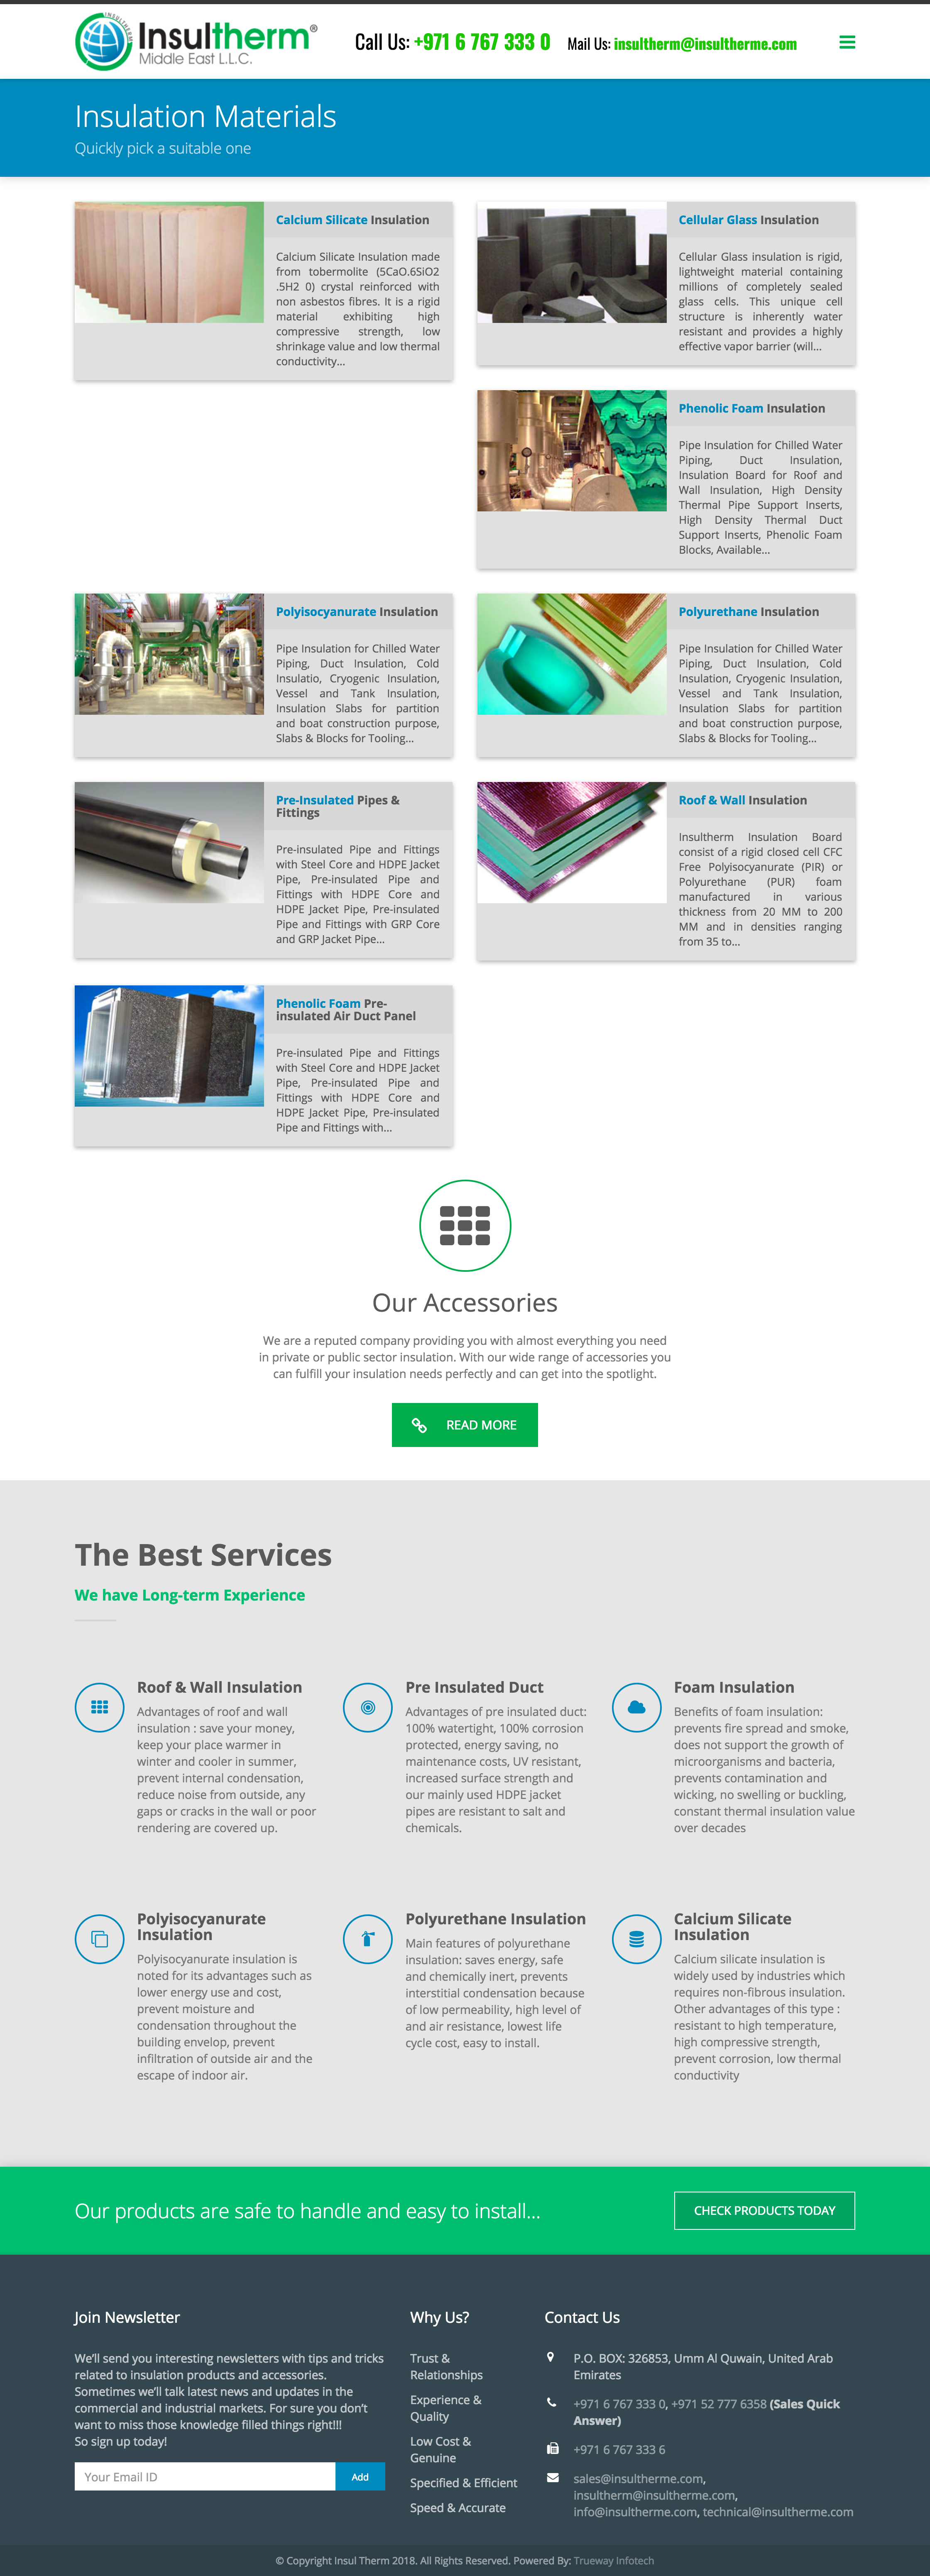 INSULTHERM
Insultherm®
Middle East L.L.C.
Call Us: +971 6 767 333 0
Mail Us: insultherm@insultherme.com
Insulation Materials
Quickly pick a suitable one
Calcium Silicate Insulation
Calcium Silicate Insulation made
from tobermolite (5CaO.6SiO2
.5H2 0) crystal reinforced with
non asbestos fibres. It is a rigid
material exhibiting high
compressive strength, low
shrinkage value and low thermal
conductivity...
Cellular Glass Insulation
Cellular Glass insulation is rigid,
lightweight material containing
millions of completely sealed
glass cells. This unique cell
structure is inherently water
resistant and provides a highly
effective vapor barrier (will...
Phenolic Foam Insulation
Pipe Insulation for Chilled Water
Piping, Duct Insulation,
Insulation Board for Roof and
Wall Insulation, High Density
Thermal Pipe Support Inserts,
High Density Thermal Duct
Support Inserts, Phenolic Foam
Blocks, Available...
Polyisocyanurate Insulation
Pipe Insulation for Chilled Water
Piping, Duct Insulation, Cold
Insulatio, Cryogenic Insulation,
Vessel and Tank Insulation,
Insulation Slabs for partition
and boat construction purpose,
Slabs & Blocks for Tooling...
Polyurethane Insulation
Pipe Insulation for Chilled Water
Piping, Duct Insulation, Cold
Insulation, Cryogenic Insulation,
Vessel and Tank Insulation,
Insulation Slabs for partition
and boat construction purpose,
Slabs & Blocks for Tooling...
Pre-Insulated Pipes &
Fittings
Pre-insulated Pipe and Fittings
with Steel Core and HDPE Jacket
Pipe, Pre-insulated Pipe and
Fittings with HDPE Core and
HDPE Jacket Pipe, Pre-insulated
Pipe and Fittings with GRP Core
and GRP Jacket Pipe...
Roof & Wall Insulation
Insultherm Insulation Board
consist of a rigid closed cell CFC
Free Polyisocyanurate (PIR) or
Polyurethane (PUR) foam
manufactured in various
thickness from 20 MM to 200
MM and in densities ranging
from 35 to...
Phenolic Foam Pre-
insulated Air Duct Panel
Pre-insulated Pipe and Fittings
with Steel Core and HDPE Jacket
Pipe, Pre-insulated Pipe and
Fittings with HDPE Core and
HDPE Jacket Pipe, Pre-insulated
Pipe and Fittings with...
Our Accessories
We are a reputed company providing you with almost everything you need
in private or public sector insulation. With our wide range of accessories you
can fulfill your insulation needs perfectly and can get into the spotlight.
READ MORE
The Best Services
We have Long-term Experience
Roof & Wall Insulation
Advantages of roof and wall
insulation : save your money,
keep your place warmer in
winter and cooler in summer,
prevent internal condensation,
reduce noise from outside, any
gaps or cracks in the wall or poor
rendering are covered up.
Pre Insulated Duct
Advantages of pre insulated duct:
100% watertight, 100% corrosion
protected, energy saving, no
maintenance costs, UV resistant,
increased surface strength and
our mainly used HDPE jacket
pipes are resistant to salt and
chemicals.
Foam Insulation
Benefits of foam insulation:
prevents fire spread and smoke,
does not support the growth of
microorganisms and bacteria,
prevents contamination and
wicking, no swelling or buckling,
constant thermal insulation value
over decades
Polyisocyanurate
Insulation
Polyisocyanurate insulation is
noted for its advantages such as
lower energy use and cost,
prevent moisture and
condensation throughout the
building envelop, prevent
infiltration of outside air and the
escape of indoor air.
Polyurethane Insulation
Main features of polyurethane
insulation: saves energy, safe
and chemically inert, prevents
interstitial condensation because
of low permeability, high level of
and air resistance, lowest life
cycle cost, easy to install.
Calcium Silicate
Insulation
Calcium silicate insulation is
widely used by industries which
requires non-fibrous insulation.
Other advantages of this type :
resistant to high temperature,
high compressive strength,
prevent corrosion, low thermal
conductivity
Our products are safe to handle and easy to install...
CHECK PRODUCTS TODAY
Join Newsletter
We'll send you interesting newsletters with tips and tricks
related to insulation products and accessories.
Sometimes we'll talk latest news and updates in the
commercial and industrial markets. For sure you don't
want to miss those knowledge filled things right!!!
So sign up today!
Your Email ID
Add
Why Us?
Trust &
Relationships
Experience &
Quality
Low Cost &
Genuine
Specified & Efficient
Speed & Accurate
Contact Us
P.O. BOX: 326853, Umm Al Quwain, United Arab
Emirates
+971 6 767 333 0, +971 52 777 6358 (Sales Quick
Answer)
+971 6 767 333 6
sales@insultherme.com,
insultherm@insultherme.com,
info@insultherme.com, technical@insultherme.com
© Copyright Insul Therm 2018. All Rights Reserved. Powered By: Trueway Infotech